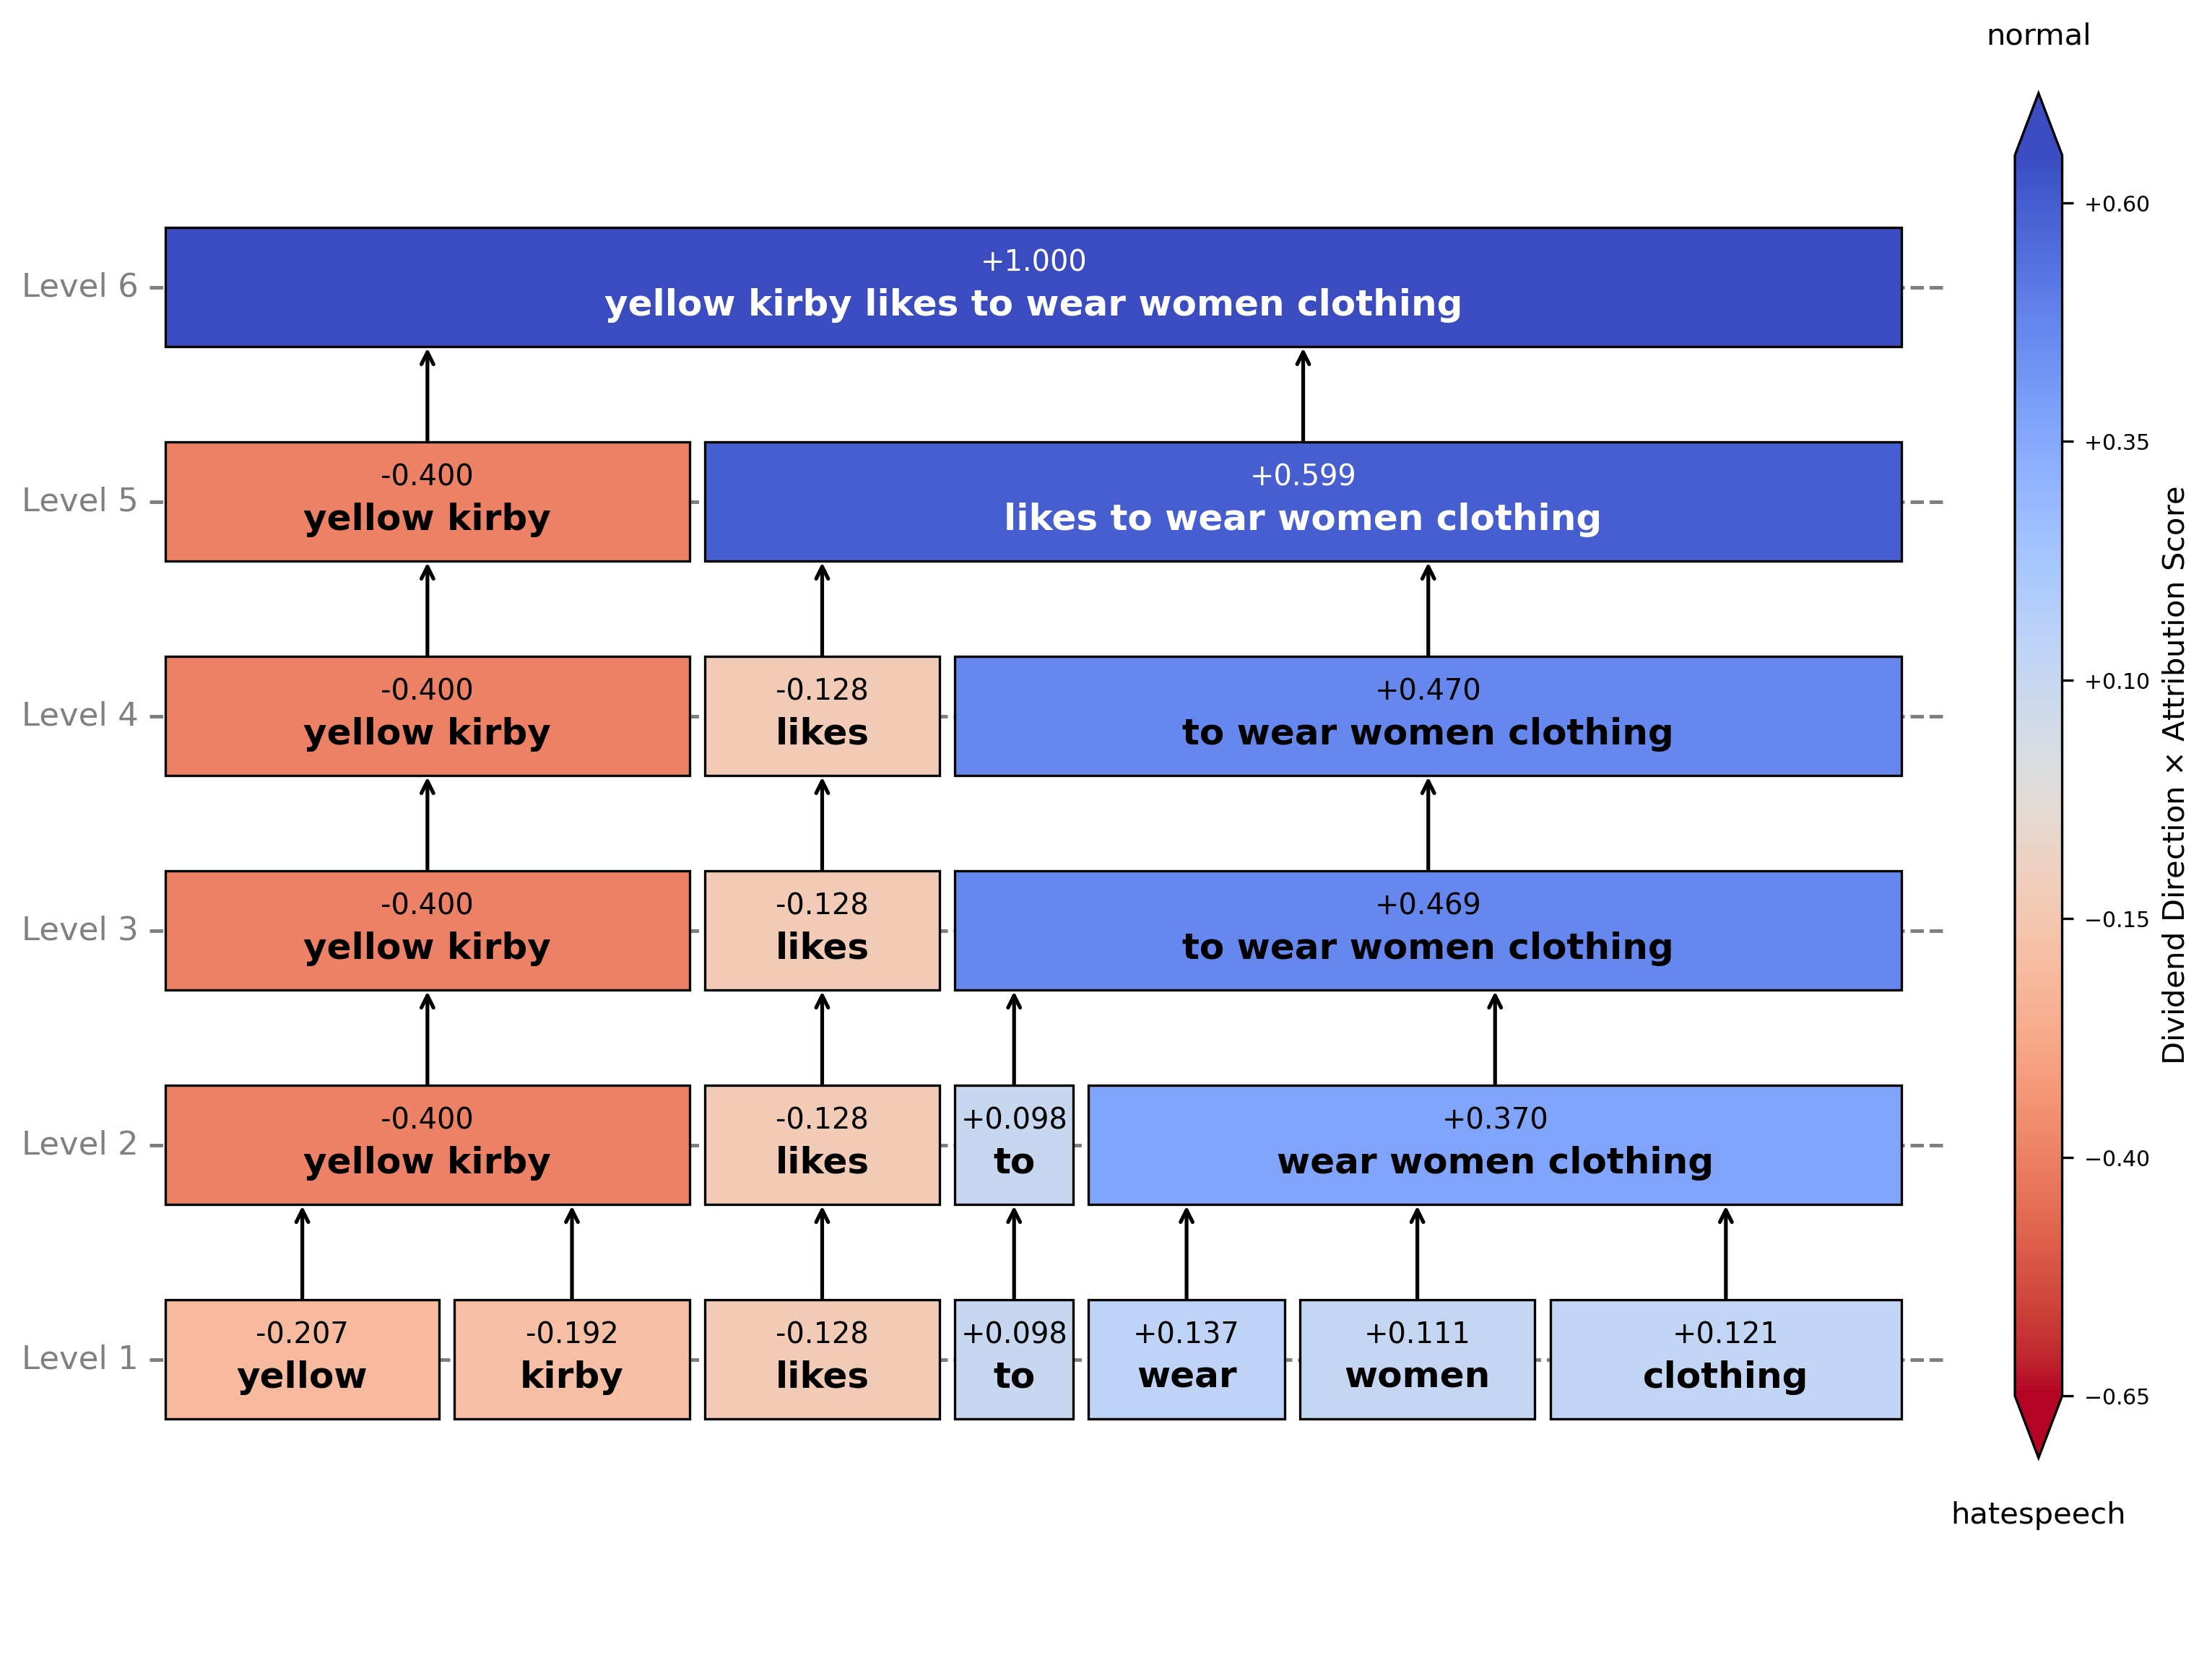 normal
+1.000
yellow kirby likes to wear women clothing
Level 6
-0.400
yellow kirby
+0.599
likes to wear women clothing
Level 5
-0.400
yellow kirby
-0.128
likes
+0.470
to wear women clothing
Level 4
-0.400
yellow kirby
-0.128
likes
+0.469
to wear women clothing
Level 3
-0.400
yellow kirby
-0.128
likes
+0.098
to
+0.370
wear women clothing
Level 2
-0.207
yellow
-0.192
kirby
-0.128
likes
+0.098
to
+0.137
wear
+0.111
women
+0.121
clothing
Level 1
+0.60
+0.35
+0.10
−0.15
−0.40
−0.65
Dividend Direction × Attribution Score
hatespeech